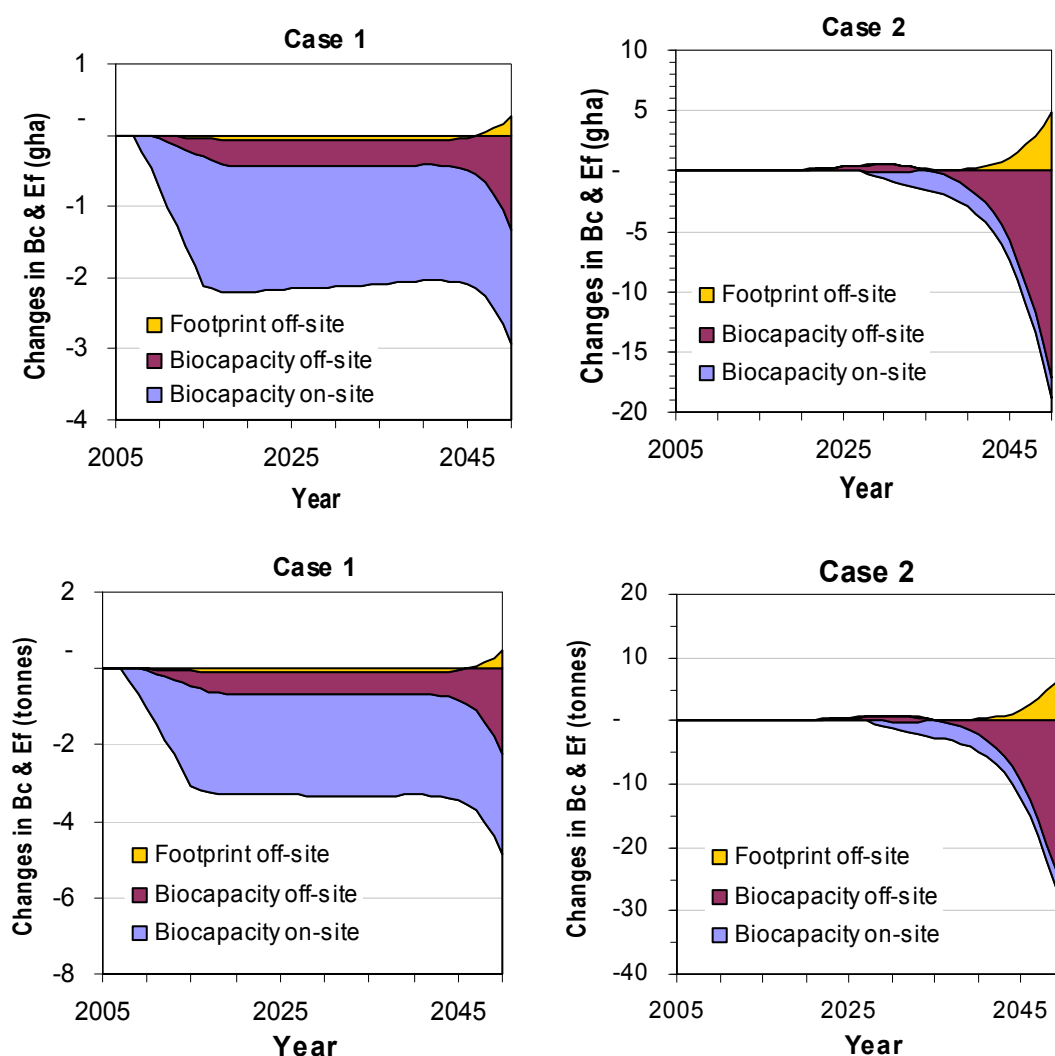 Case 1
Changes in Bc & Ef (gha)
1
-
-1
-2
-3
-4
Footprint off-site
Biocapacity off-site
Biocapacity on-site
2005 2025 2045
Year
Case 2
Changes in Bc & Ef (gha)
10
5
-
-5
-10
-15
-20
Footprint off-site
Biocapacity off-site
Biocapacity on-site
2005 2025 2045
Year
Case 1
Changes in Bc & Ef (tonnes)
2
-
-2
-4
-6
-8
Footprint off-site
Biocapacity off-site
Biocapacity on-site
2005 2025 2045
Year
Case 2
Changes in Bc & Ef (tonnes)
20
10
-
-10
-20
-30
-40
Footprint off-site
Biocapacity off-site
Biocapacity on-site
2005 2025 2045
Year